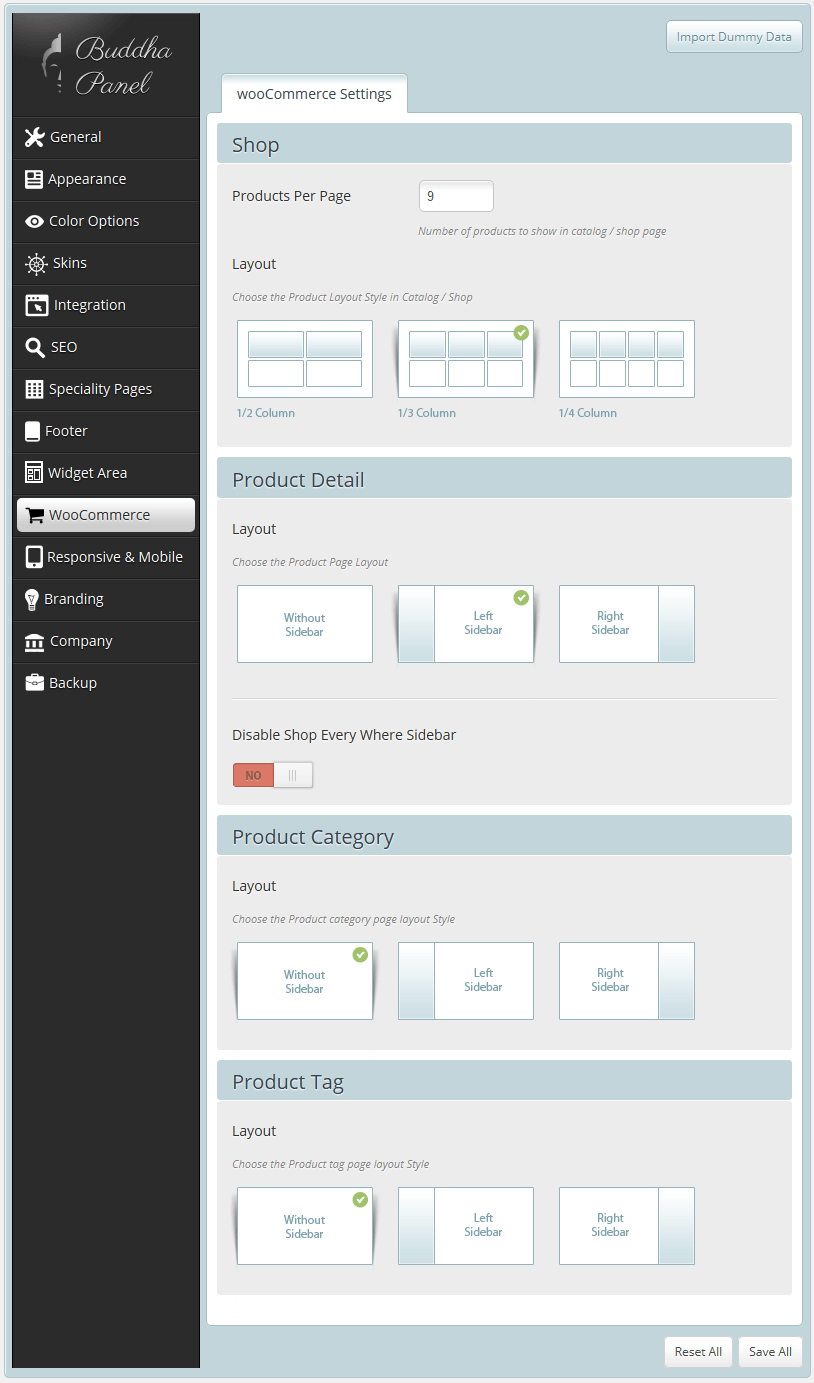 Buddha
Panel
General
Appearance
Color Options
Skins
Integration
SEO
Speciality Pages
Footer
Widget Area
WooCommerce
Responsive & Mobile
Branding
Company
Backup
Import Dummy Data
wooCommerce Settings
Shop
Products Per Page
9
Number of products to show in catalog / shop page
Layout
Choose the Product Layout Style in Catalog / Shop
1/2 Column
1/3 Column
1/4 Column
Product Detail
Layout
Choose the Product Page Layout
Without
Sidebar
Left
Sidebar
Right
Sidebar
Disable Shop Every Where Sidebar
NO
Product Category
Layout
Choose the Product category page layout Style
Without
Sidebar
Left
Sidebar
Right
Sidebar
Product Tag
Layout
Choose the Product tag page layout Style
Without
Sidebar
Left
Sidebar
Right
Sidebar
Reset All
Save All